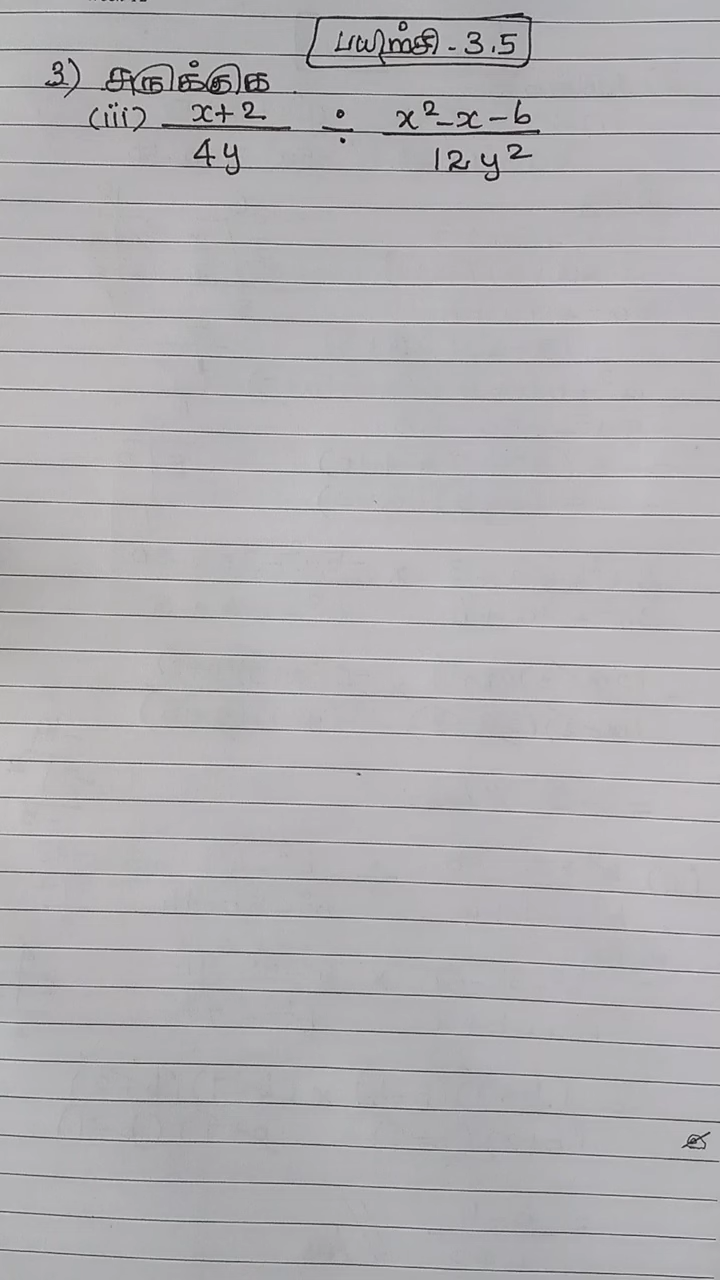 பயிற்சி - 3.5
3) சுருக்குக
(iii) x+2/4y ÷ x²-x-6/12y²